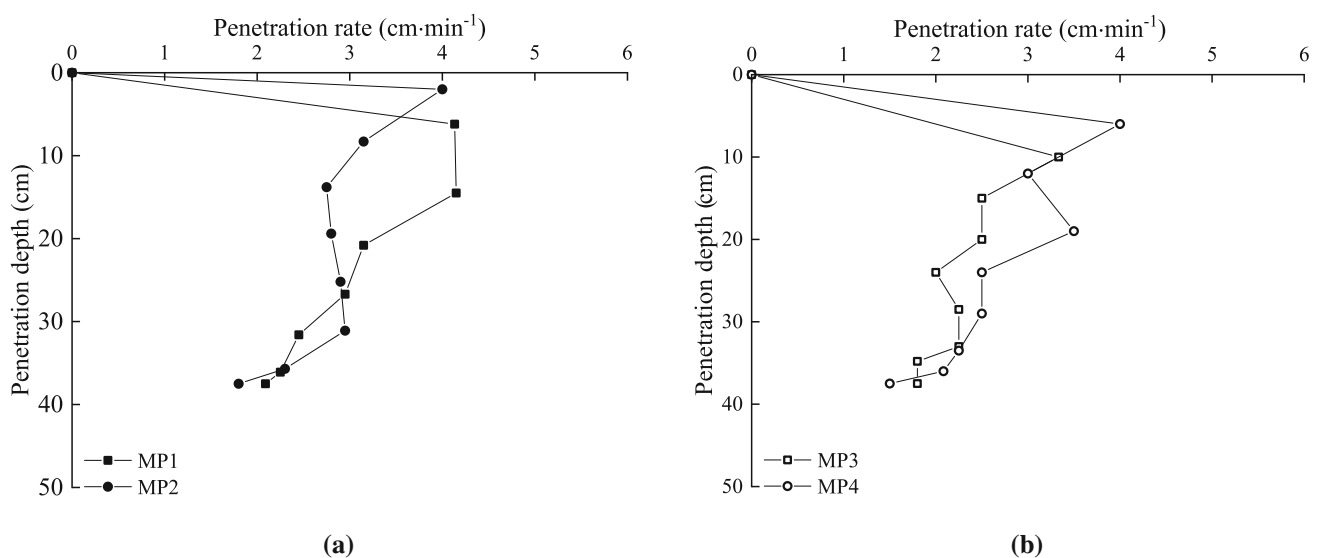 Penetration rate (cm·min⁻¹)
0 1 2 3 4 5 6
0
10
20
30
40
50
Penetration depth (cm)
MP1
MP2
(a)
Penetration rate (cm·min⁻¹)
0 1 2 3 4 5 6
0
10
20
30
40
50
Penetration depth (cm)
MP3
MP4
(b)